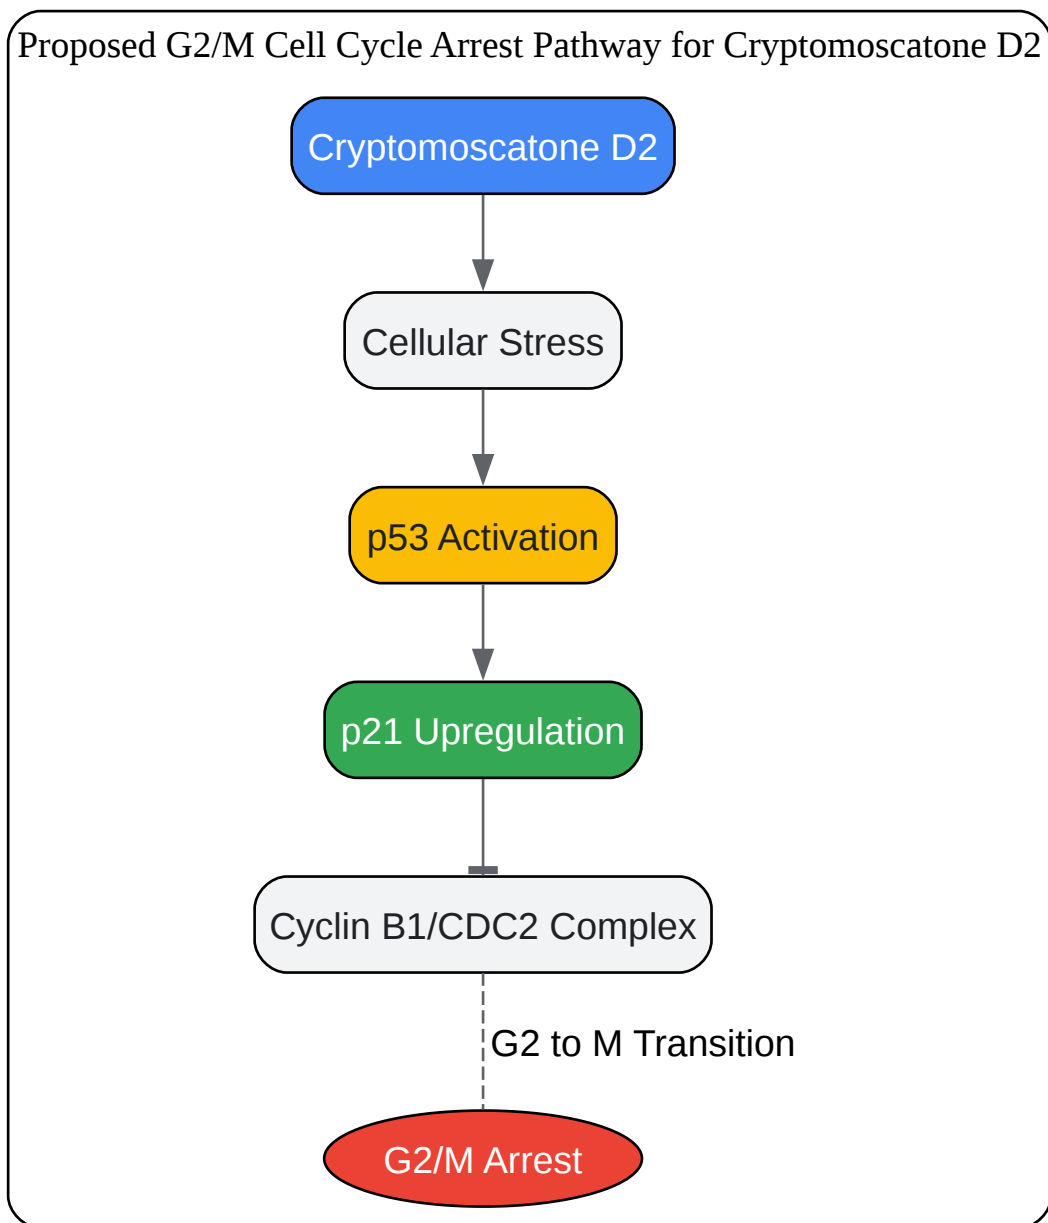 Proposed G2/M Cell Cycle Arrest Pathway for Cryptomoscatone D2
Cryptomoscatone D2
Cellular Stress
p53 Activation
p21 Upregulation
Cyclin B1/CDC2 Complex
G2 to M Transition
G2/M Arrest